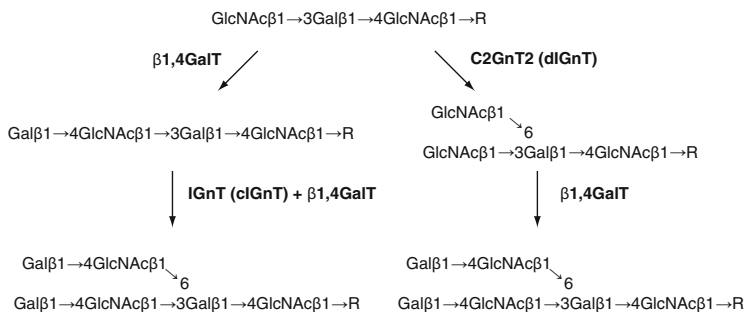 GlcNAcβ1→3Galβ1→4GlcNAcβ1→R
β1,4GalT
C2GnT2 (dIGnT)
Galβ1→4GlcNAcβ1→3Galβ1→4GlcNAcβ1→R
GlcNAcβ1
↘6
GlcNAcβ1→3Galβ1→4GlcNAcβ1→R
IGnT (cIGnT) + β1,4GalT
β1,4GalT
Galβ1→4GlcNAcβ1
↘6
Galβ1→4GlcNAcβ1→3Galβ1→4GlcNAcβ1→R
Galβ1→4GlcNAcβ1
↘6
Galβ1→4GlcNAcβ1→3Galβ1→4GlcNAcβ1→R